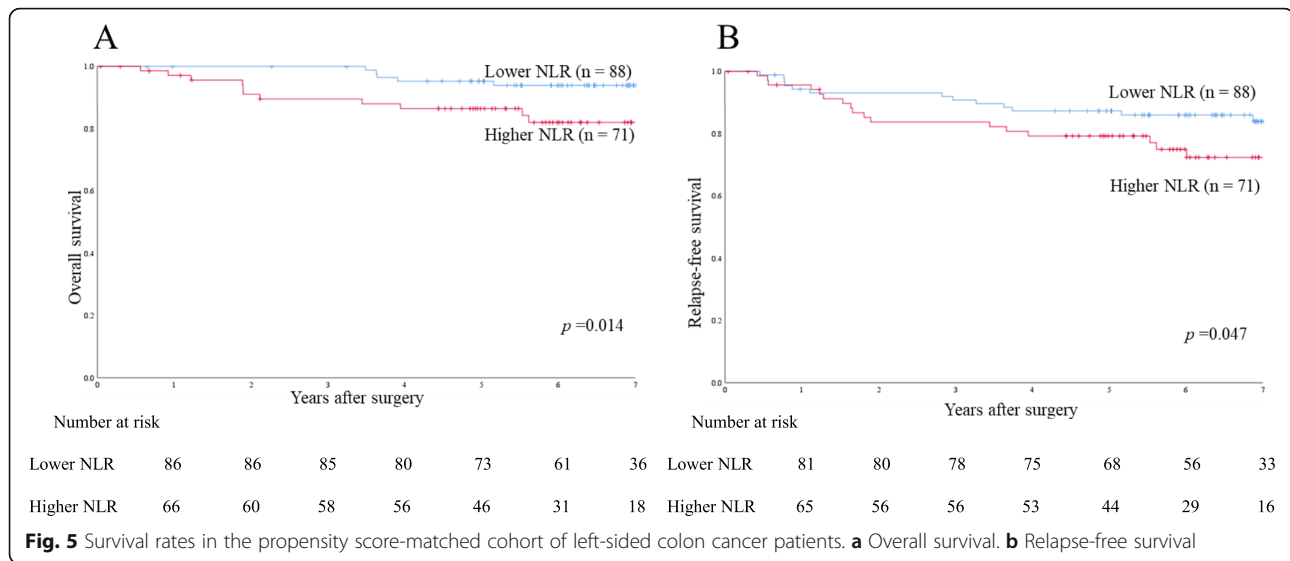 A
B
1.0
0.8
0.6
0.4
0.2
0.0
Overall survival
Lower NLR (n = 88)
Higher NLR (n = 71)
p =0.014
0 1 2 3 4 5 6 7
Years after surgery
1.0
0.8
0.6
0.4
0.2
0.0
Relapse-free survival
Lower NLR (n = 88)
Higher NLR (n = 71)
p =0.047
0 1 2 3 4 5 6 7
Years after surgery
Number at risk
Lower NLR 86 86 85 80 73 61 36
Higher NLR 66 60 58 56 46 31 18
Number at risk
Lower NLR 81 80 78 75 68 56 33
Higher NLR 65 56 56 53 44 29 16
Fig. 5 Survival rates in the propensity score-matched cohort of left-sided colon cancer patients. a Overall survival. b Relapse-free survival